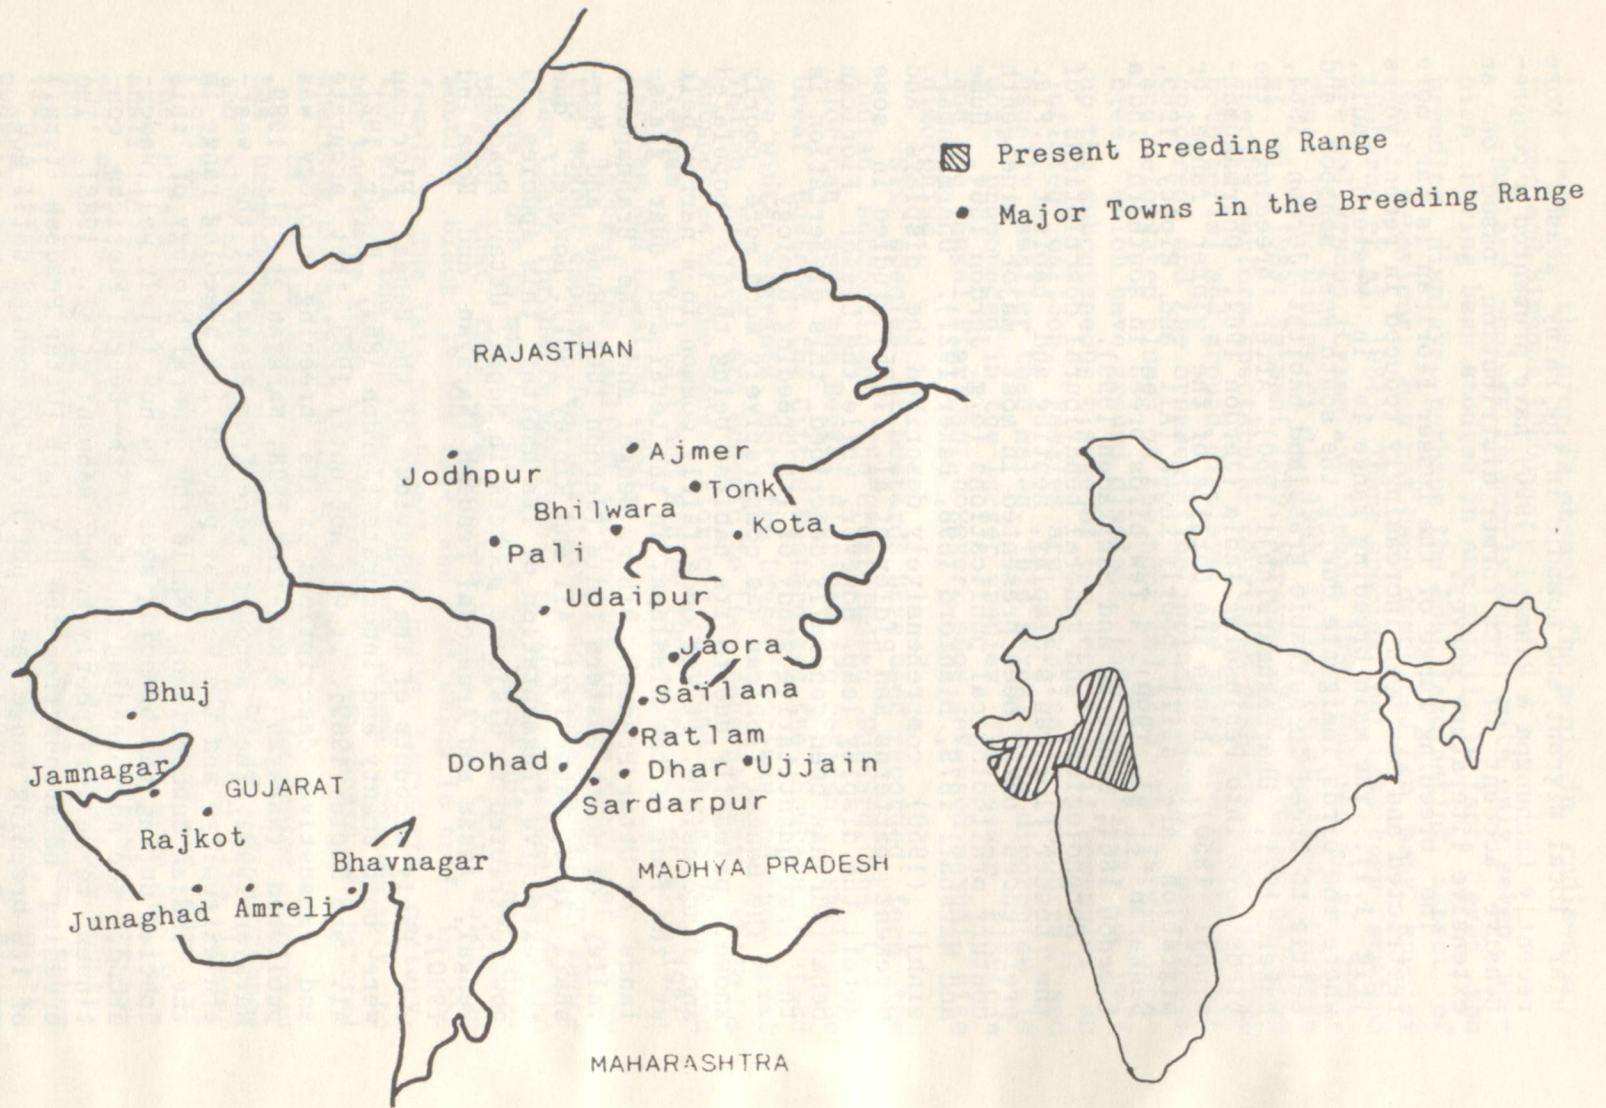 Present Breeding Range
Major Towns in the Breeding Range
RAJASTHAN
Jodhpur
Ajmer
Tonk
Bhilwara
Kota
Pali
Udaipur
Jaora
Sailana
Bhuj
Ratlam
Dohad
Dhar
Ujjain
Jamnagar
GUJARAT
Sardarpur
Rajkot
Bhavnagar
MADHYA PRADESH
Junaghad
Amreli
MAHARASHTRA